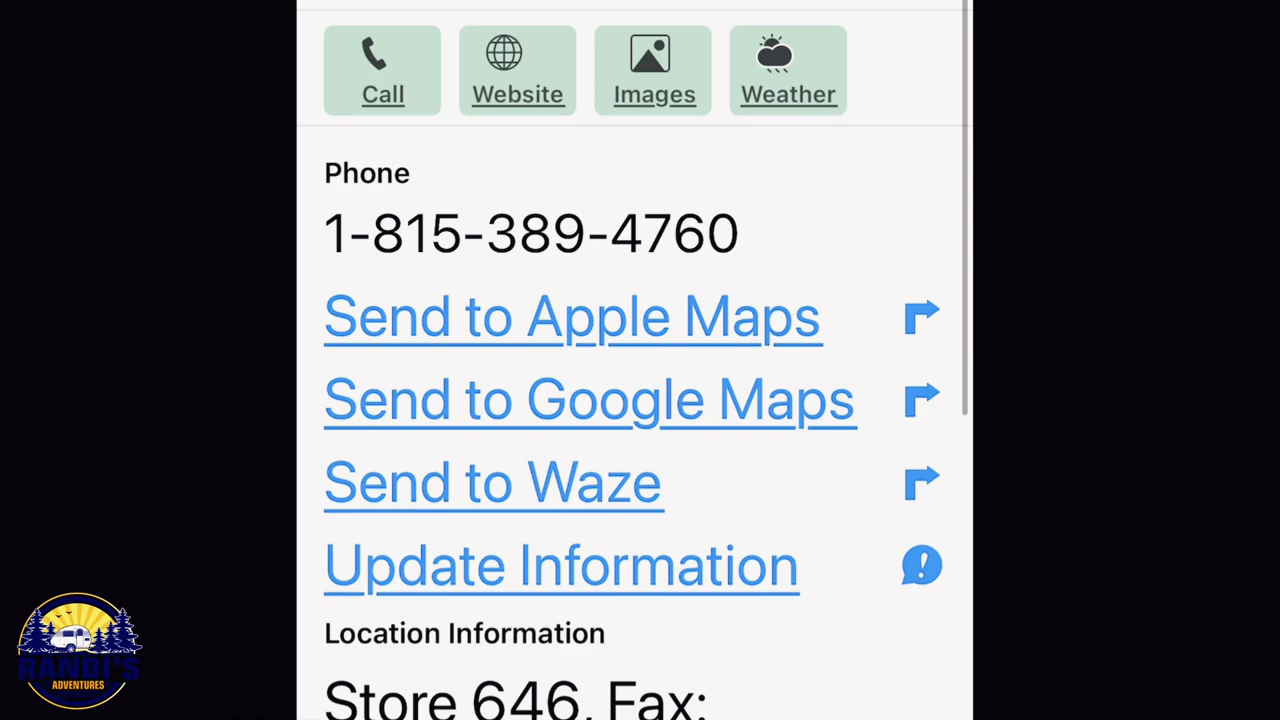 Call Website Images Weather
Phone
1-815-389-4760
Send to Apple Maps
Send to Google Maps
Send to Waze
Update Information
Location Information
Store 646, Fax:
RANDI'S
ADVENTURES